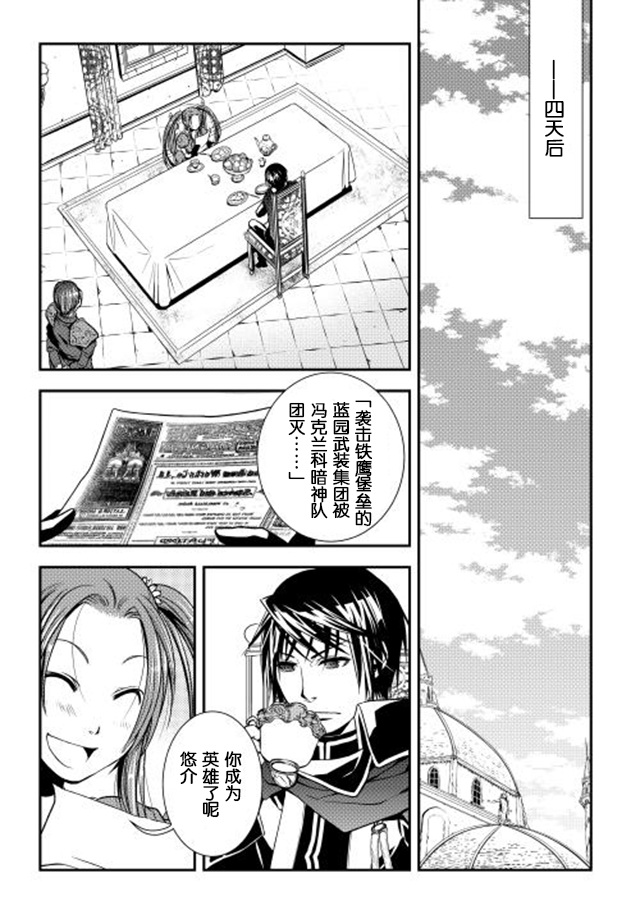 ——四天后
「袭击铁鹰堡垒的
蓝园武装集团被
冯克兰科暗神队
团灭……」
你成为
英雄了呢
悠介